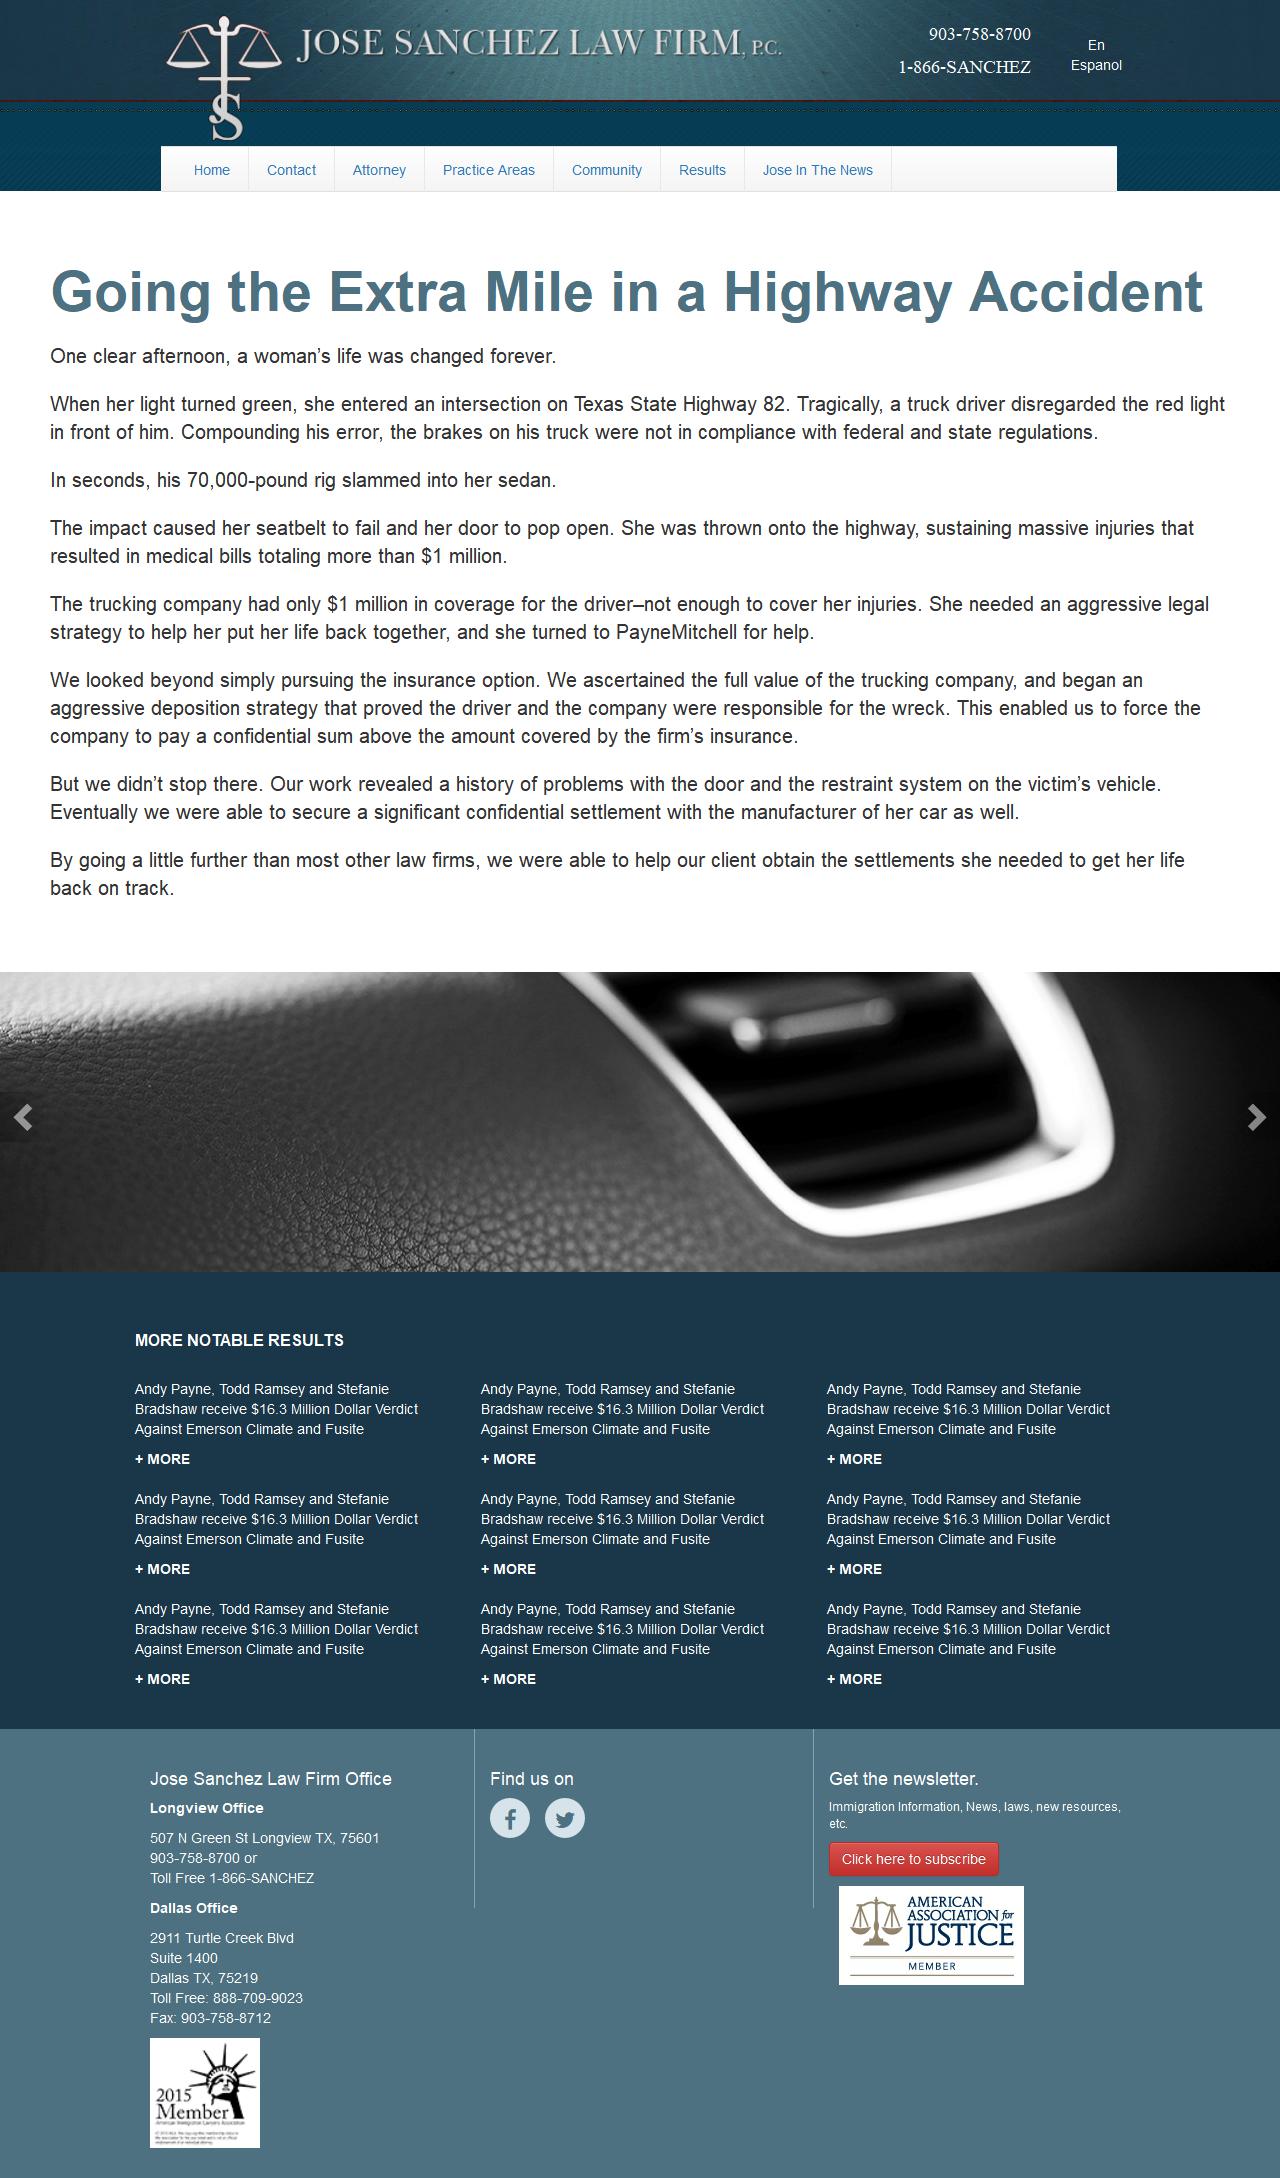 JOSE SANCHEZ LAW FIRM, P.C.
903-758-8700
1-866-SANCHEZ
En
Espanol
JS
Home
Contact
Attorney
Practice Areas
Community
Results
Jose In The News
Going the Extra Mile in a Highway Accident
One clear afternoon, a woman’s life was changed forever.
When her light turned green, she entered an intersection on Texas State Highway 82. Tragically, a truck driver disregarded the red light
in front of him. Compounding his error, the brakes on his truck were not in compliance with federal and state regulations.
In seconds, his 70,000-pound rig slammed into her sedan.
The impact caused her seatbelt to fail and her door to pop open. She was thrown onto the highway, sustaining massive injuries that
resulted in medical bills totaling more than $1 million.
The trucking company had only $1 million in coverage for the driver–not enough to cover her injuries. She needed an aggressive legal
strategy to help her put her life back together, and she turned to PayneMitchell for help.
We looked beyond simply pursuing the insurance option. We ascertained the full value of the trucking company, and began an
aggressive deposition strategy that proved the driver and the company were responsible for the wreck. This enabled us to force the
company to pay a confidential sum above the amount covered by the firm’s insurance.
But we didn’t stop there. Our work revealed a history of problems with the door and the restraint system on the victim’s vehicle.
Eventually we were able to secure a significant confidential settlement with the manufacturer of her car as well.
By going a little further than most other law firms, we were able to help our client obtain the settlements she needed to get her life
back on track.
MORE NOTABLE RESULTS
Andy Payne, Todd Ramsey and Stefanie
Bradshaw receive $16.3 Million Dollar Verdict
Against Emerson Climate and Fusite
+ MORE
Andy Payne, Todd Ramsey and Stefanie
Bradshaw receive $16.3 Million Dollar Verdict
Against Emerson Climate and Fusite
+ MORE
Andy Payne, Todd Ramsey and Stefanie
Bradshaw receive $16.3 Million Dollar Verdict
Against Emerson Climate and Fusite
+ MORE
Andy Payne, Todd Ramsey and Stefanie
Bradshaw receive $16.3 Million Dollar Verdict
Against Emerson Climate and Fusite
+ MORE
Andy Payne, Todd Ramsey and Stefanie
Bradshaw receive $16.3 Million Dollar Verdict
Against Emerson Climate and Fusite
+ MORE
Andy Payne, Todd Ramsey and Stefanie
Bradshaw receive $16.3 Million Dollar Verdict
Against Emerson Climate and Fusite
+ MORE
Andy Payne, Todd Ramsey and Stefanie
Bradshaw receive $16.3 Million Dollar Verdict
Against Emerson Climate and Fusite
+ MORE
Andy Payne, Todd Ramsey and Stefanie
Bradshaw receive $16.3 Million Dollar Verdict
Against Emerson Climate and Fusite
+ MORE
Andy Payne, Todd Ramsey and Stefanie
Bradshaw receive $16.3 Million Dollar Verdict
Against Emerson Climate and Fusite
+ MORE
Jose Sanchez Law Firm Office
Longview Office
507 N Green St Longview TX, 75601
903-758-8700 or
Toll Free 1-866-SANCHEZ
Dallas Office
2911 Turtle Creek Blvd
Suite 1400
Dallas TX, 75219
Toll Free: 888-709-9023
Fax: 903-758-8712
2015
Member
American Immigration Lawyers Association
Find us on
Get the newsletter.
Immigration Information, News, laws, new resources,
etc.
Click here to subscribe
AMERICAN
ASSOCIATION for
JUSTICE
MEMBER